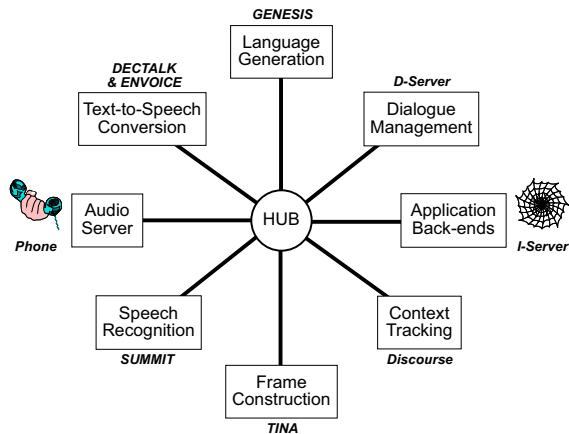 GENESIS
Language
Generation
DECTALK
& ENVOICE
Text-to-Speech
Conversion
D-Server
Dialogue
Management
Phone
Audio
Server
HUB
Application
Back-ends
I-Server
Speech
Recognition
SUMMIT
Context
Tracking
Discourse
Frame
Construction
TINA